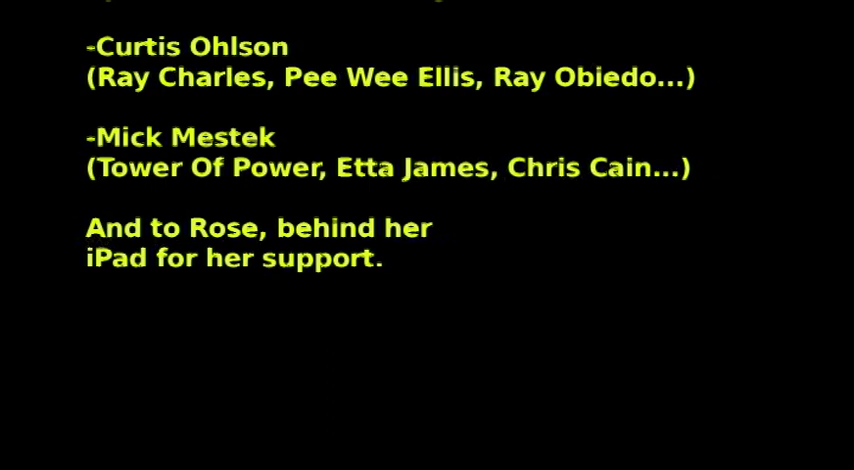 -Curtis Ohlson
(Ray Charles, Pee Wee Ellis, Ray Obiedo...)
-Mick Mestek
(Tower Of Power, Etta James, Chris Cain...)
And to Rose, behind her
iPad for her support.